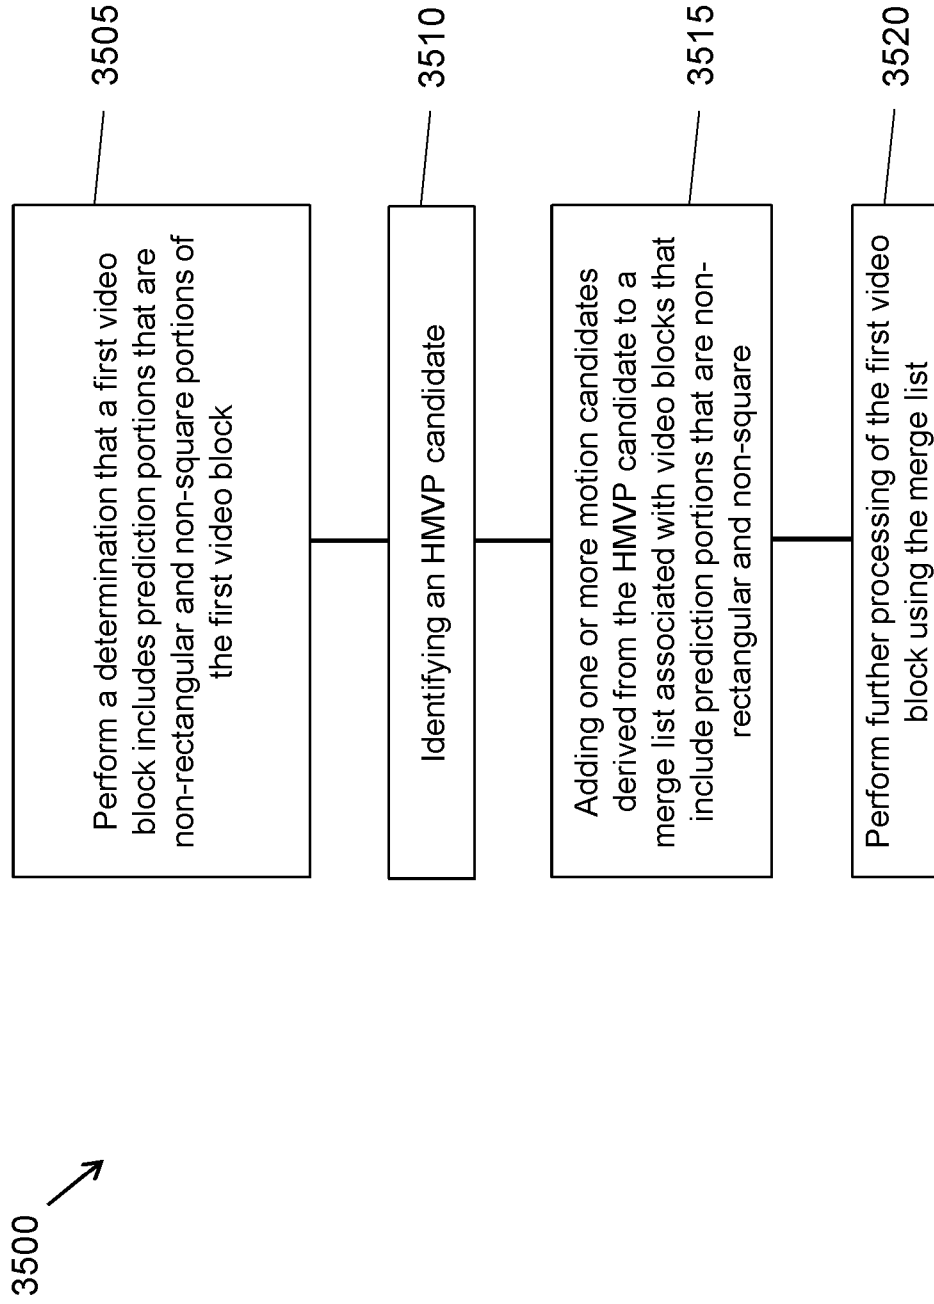 3500
Perform a determination that a first video
block includes prediction portions that are
non-rectangular and non-square portions of
the first video block
3505
Identifying an HMVP candidate
3510
Adding one or more motion candidates
derived from the HMVP candidate to a
merge list associated with video blocks that
include prediction portions that are non-
rectangular and non-square
3515
Perform further processing of the first video
block using the merge list
3520